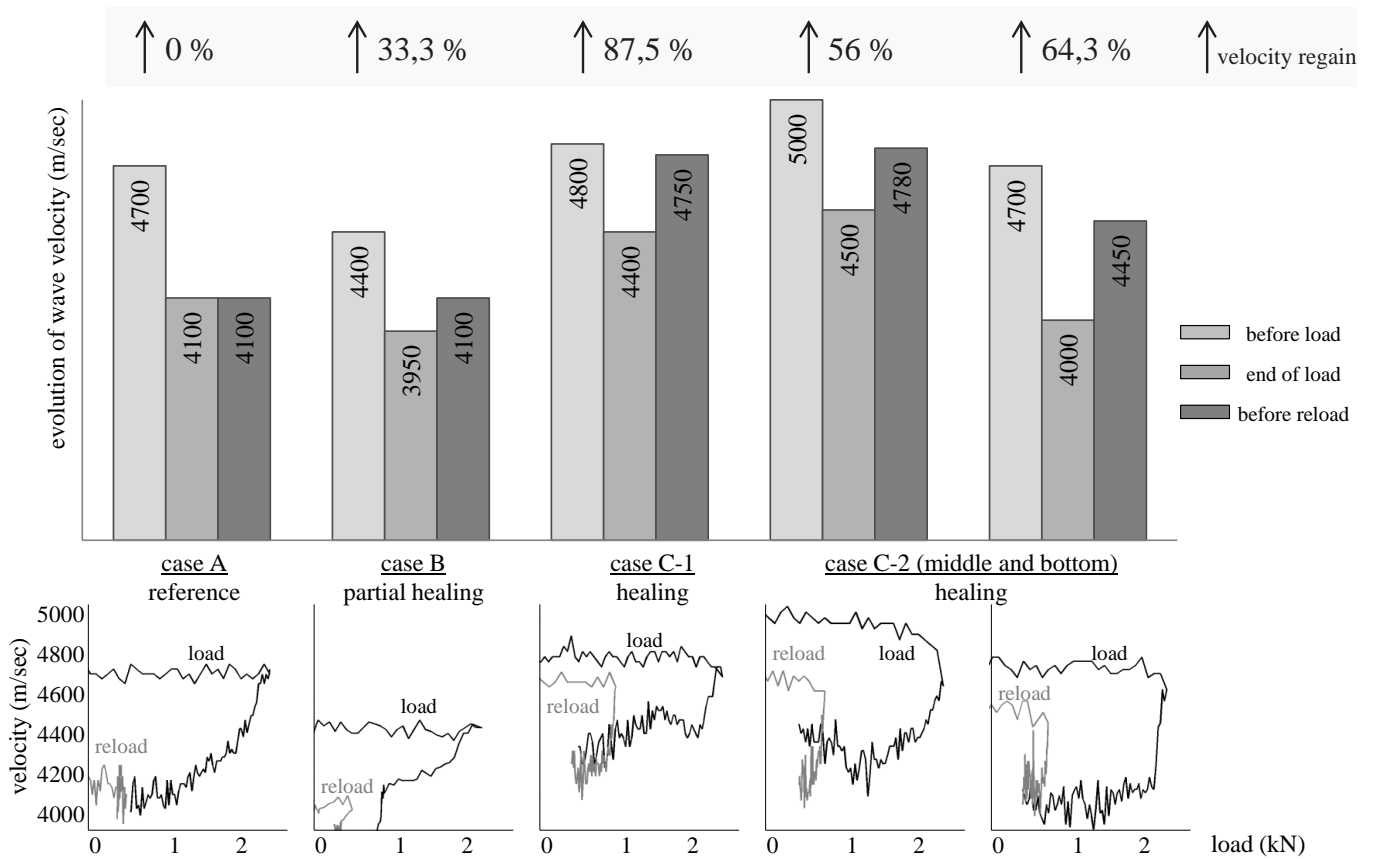 0 %
33,3 %
87,5 %
56 %
64,3 %
velocity regain
evolution of wave velocity (m/sec)
4700
4100
4100
4400
3950
4100
4800
4400
4750
5000
4500
4780
4700
4000
4450
before load
end of load
before reload
case A
reference
case B
partial healing
case C-1
healing
case C-2 (middle and bottom)
healing
velocity (m/sec)
5000
4800
4600
4400
4200
4000
load
reload
0 1 2
load
reload
0 1 2
load
reload
0 1 2
load
reload
0 1 2
load
reload
0 1 2
load (kN)